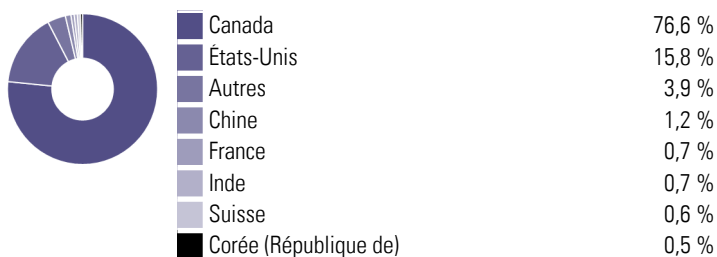 Canada 76,6 %
États-Unis 15,8 %
Autres 3,9 %
Chine 1,2 %
France 0,7 %
Inde 0,7 %
Suisse 0,6 %
Corée (République de) 0,5 %